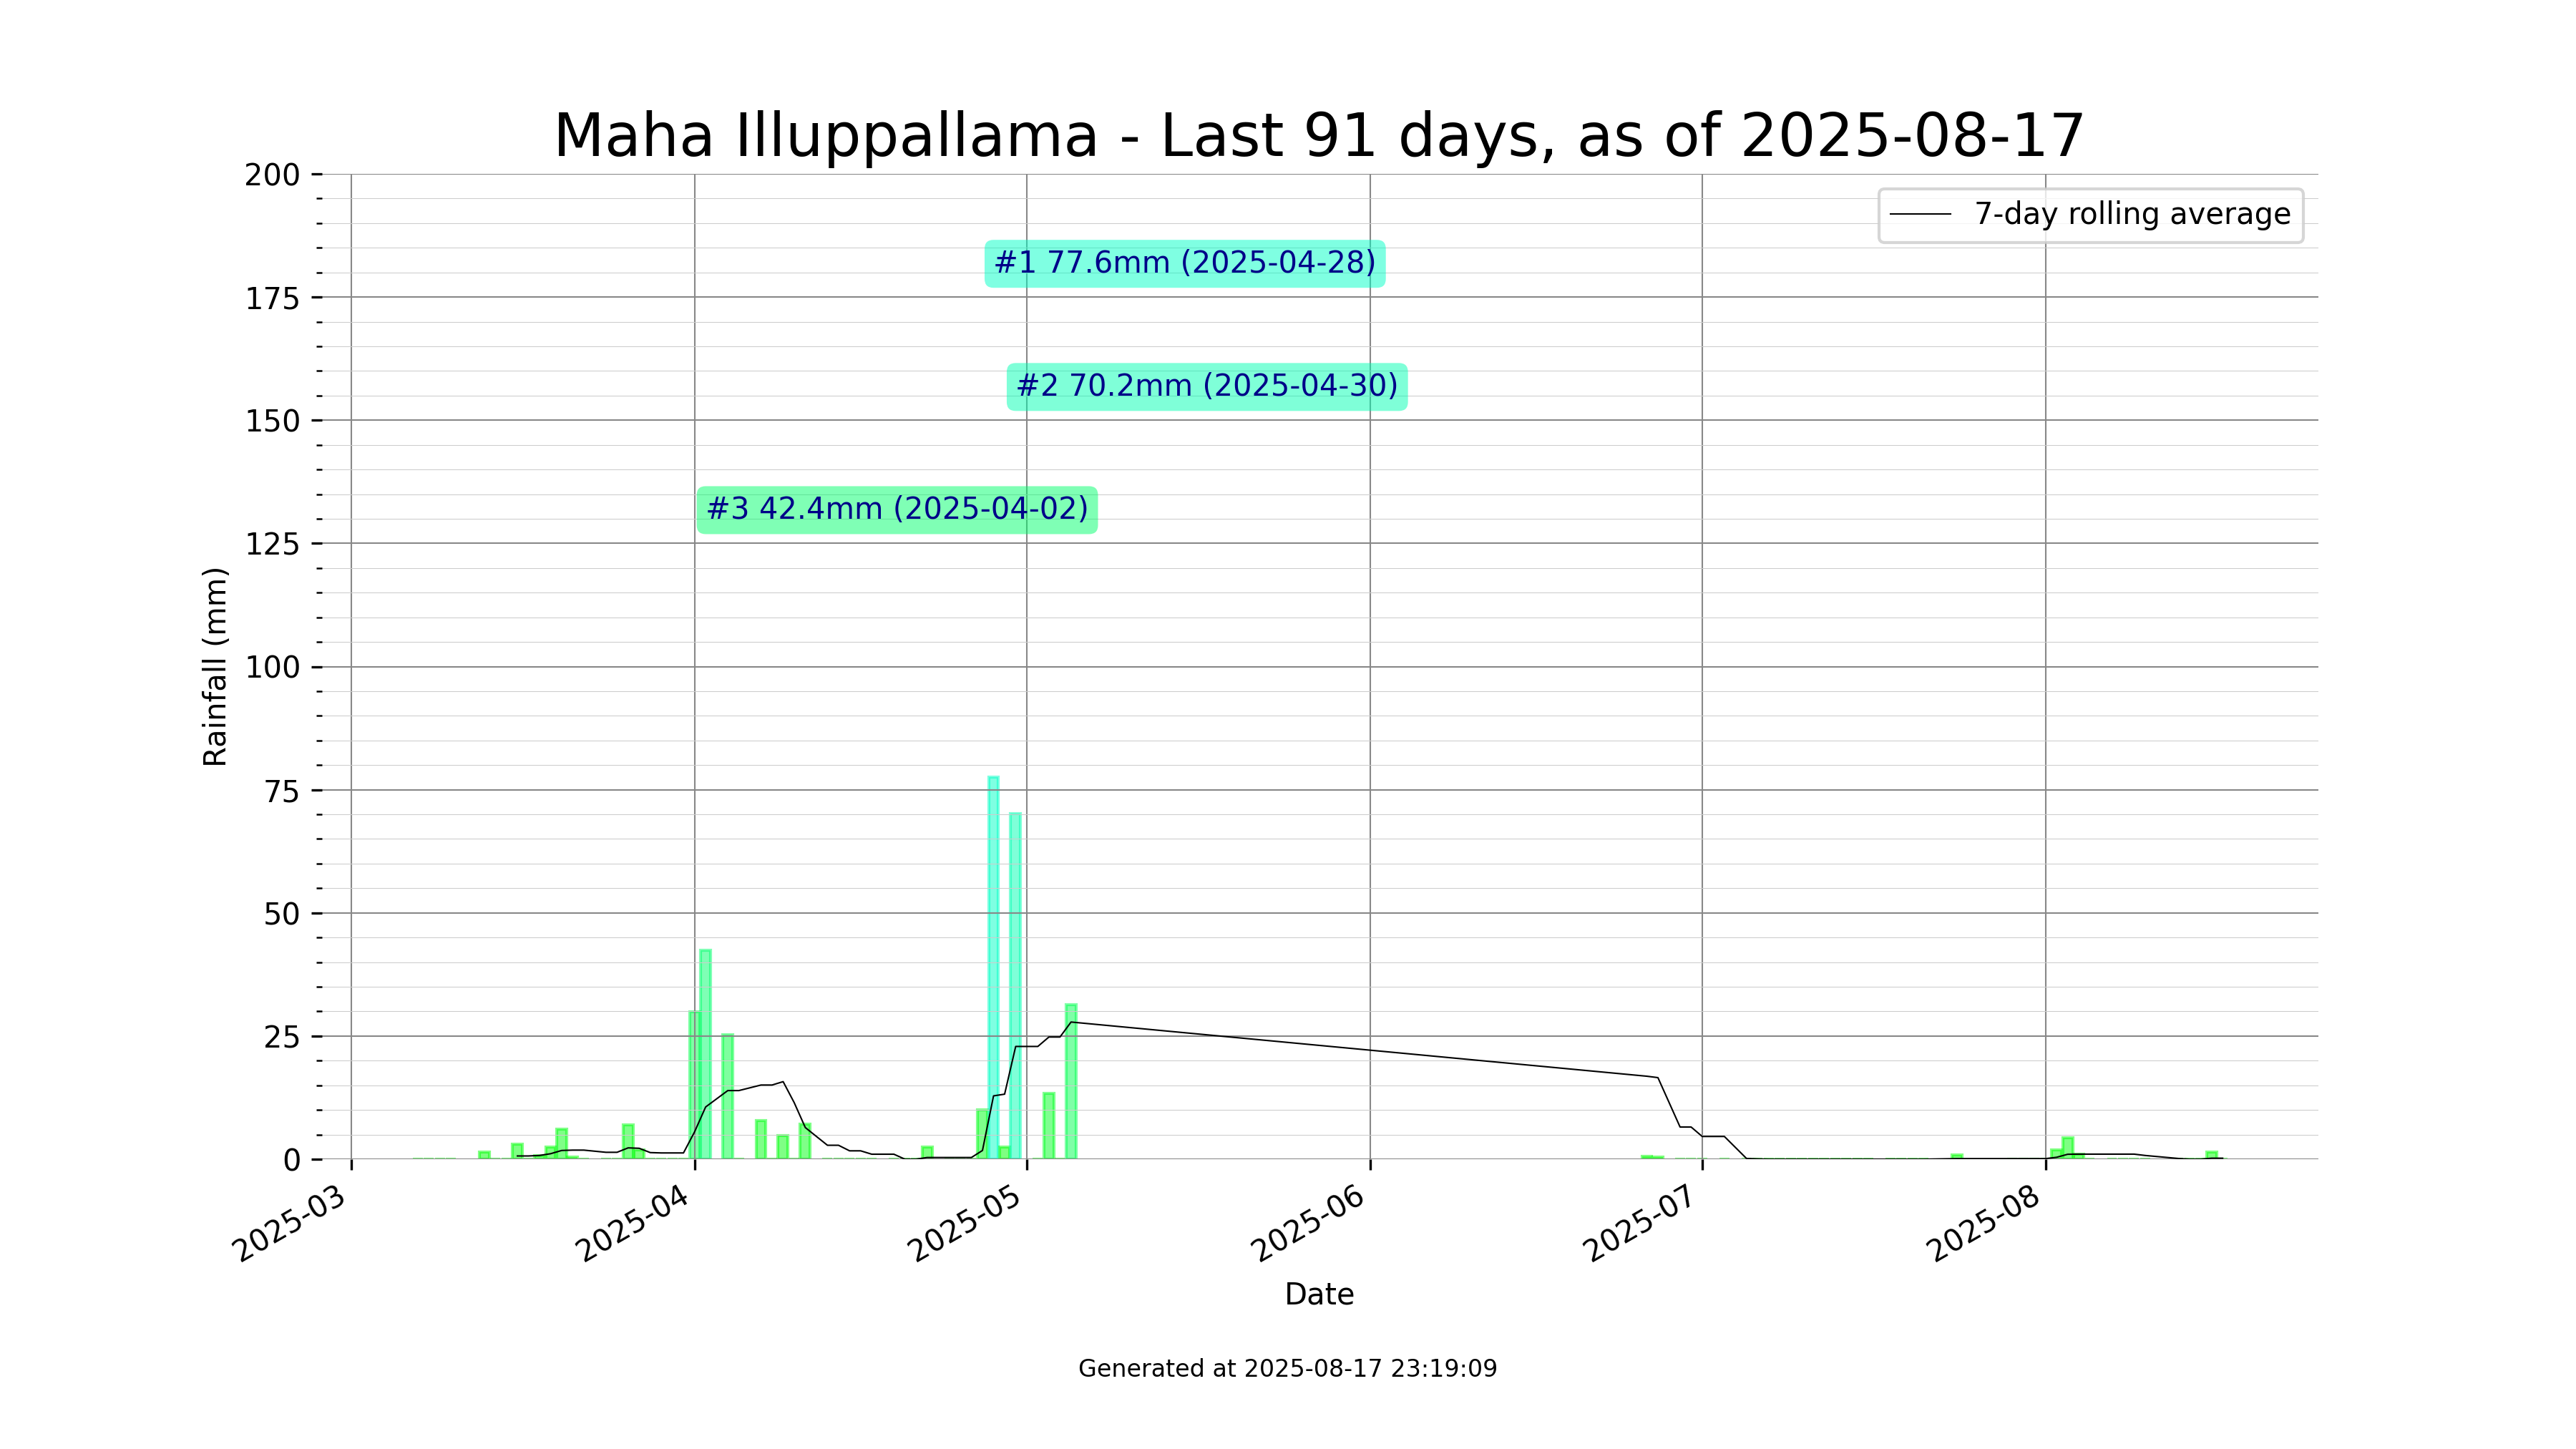 Maha Illuppallama - Last 91 days, as of 2025-08-17
200
175
150
125
100
75
50
25
0
Rainfall (mm)
7-day rolling average
#1 77.6mm (2025-04-28)
#2 70.2mm (2025-04-30)
#3 42.4mm (2025-04-02)
2025-03
2025-04
2025-05
2025-06
2025-07
2025-08
Date
Generated at 2025-08-17 23:19:09